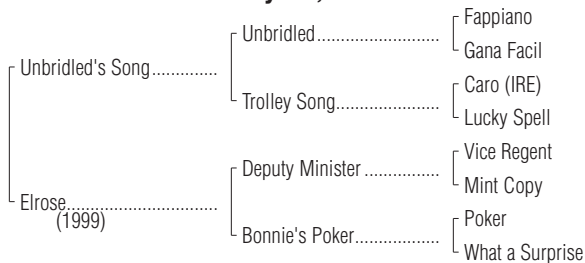 Fappiano
Unbridled
Gana Facil
Unbridled's Song
Caro (IRE)
Trolley Song
Lucky Spell
Vice Regent
Deputy Minister
Mint Copy
Elrose
(1999)
Poker
Bonnie's Poker
What a Surprise